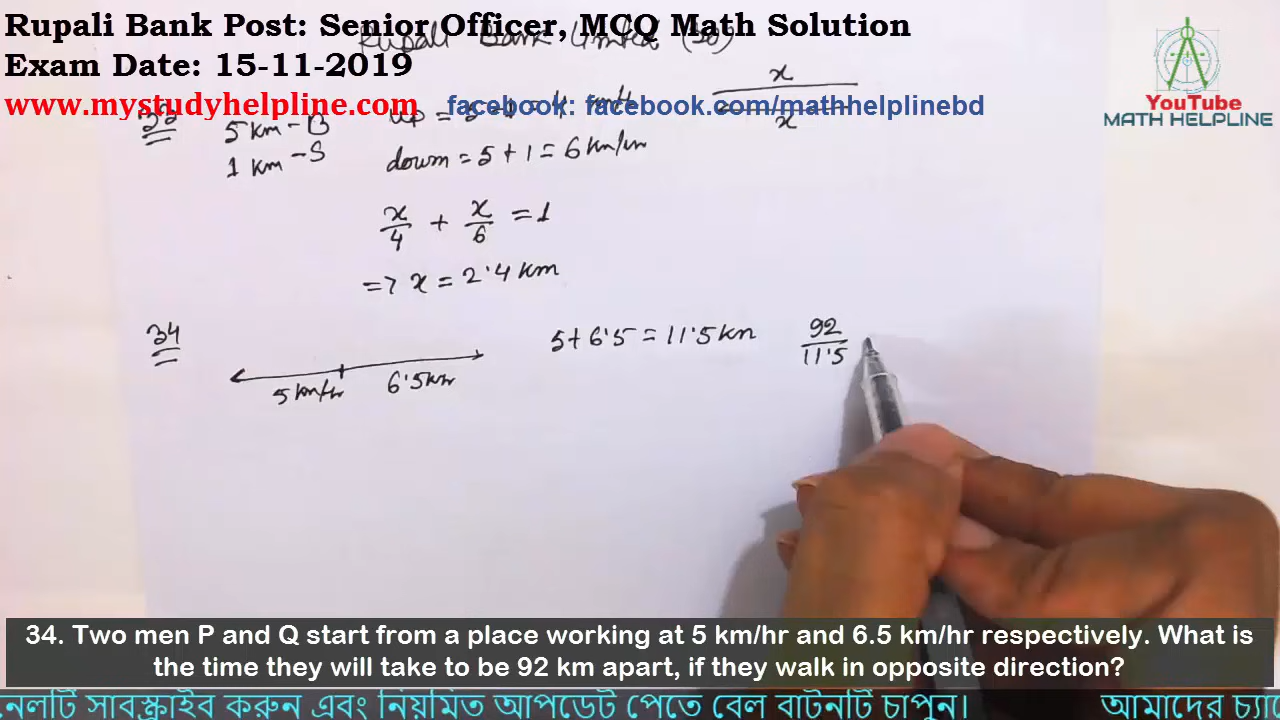 Rupali Bank Post: Senior Officer, MCQ Math Solution
Rupali Bank Limited (SO)
Exam Date: 15-11-2019
www.mystudyhelpline.com facebook: facebook.com/mathhelplinebd
YouTube
MATH HELPLINE
x
x
5 km - B
1 km - S
down = 5 + 1 = 6 km/hr
x/4 + x/6 = 1
=> x = 2.4 km
34
5 km/hr 6.5 km
5 + 6.5 = 11.5 km
92/11.5
34. Two men P and Q start from a place working at 5 km/hr and 6.5 km/hr respectively. What is
the time they will take to be 92 km apart, if they walk in opposite direction?
নেলটি সাবস্ক্রাইব করুন এবং নিয়মিত আপডেট পেতে বেল বাটনটি চাপুন। আমাদের চ্যা